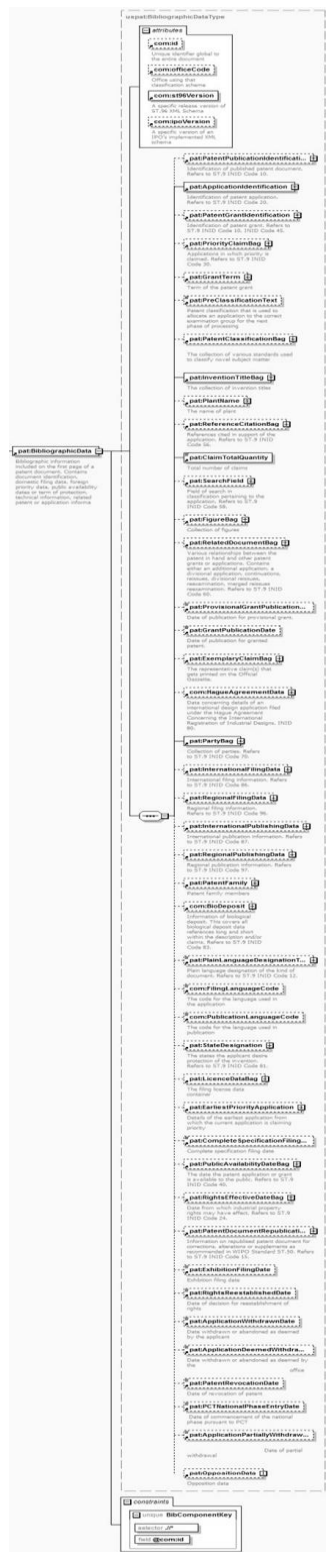 uspat:BibliographicDataType
attributes
com:id
Unique identifier global to
the entire document
com:officeCode
Office using that
classification schema
com:st96Version
A specific release version of
ST.96 XML Schema
com:ipoVersion
A specific version of an
IPO's implemented XML
schema
pat:BibliographicData
Bibliographic information
included on the first page of a
patent document. Contains
document identification,
domestic filing data, foreign
priority data, public availability
dates or term of protection,
technical information, related
patent or application informa
pat:PatentPublicationIdentificati...
Identification of published patent document.
Refers to ST.9 INID Code 10.
pat:ApplicationIdentification
Identification of patent application.
Refers to ST.9 INID Code 20.
pat:PatentGrantIdentification
Identification of patent grant. Refers to
ST.9 INID Code 10, INID Code 45.
pat:PriorityClaimBag
Applications in which priority is
claimed. Refers to ST.9 INID
Code 30.
pat:GrantTerm
Term of the patent grant
pat:PreClassificationText
Patent classification that is used to
allocate an application to the correct
examination group for the next
phase of processing
pat:PatentClassificationBag
The collection of various standards used
to classify novel subject matter
pat:InventionTitleBag
The collection of invention titles
pat:PlantName
The name of plant
pat:ReferenceCitationBag
References cited in support of the
application. Refers to ST.9 INID
Code 56.
pat:ClaimTotalQuantity
Total number of claims
pat:SearchField
Field of search in
classification pertaining to the
application. Refers to ST.9
INID Code 58.
pat:FigureBag
Collection of figures
pat:RelatedDocumentBag
Various relationships between the
patent in hand and other patent
grants or applications. Contains
either an additional application, a
divisional application, continuations,
reissues, divisional reissues,
reexamination, merged reissues
reexamination. Refers to ST.9 INID
Code 60.
pat:ProvisionalGrantPublication...
Date of publication for provisional grant.
pat:GrantPublicationDate
Date of publication for granted
patent.
pat:ExemplaryClaimBag
The representative claim(s) that
gets printed on the Official
Gazette.
com:HagueAgreementData
Data concerning details of an
international design application filed
under the Hague Agreement
Concerning the International
Registration of Industrial Designs, INID
80.
pat:PartyBag
Collection of parties. Refers
to ST.9 INID Code 70.
pat:InternationalFilingData
International filing information. Refers
to ST.9 INID Code 86.
pat:RegionalFilingData
Regional filing information.
Refers to ST.9 INID Code 96.
pat:InternationalPublishingData
International publication information. Refers
to ST.9 INID Code 87.
pat:RegionalPublishingData
Regional publication information. Refers
to ST.9 INID Code 97.
pat:PatentFamily
Patent family members
com:BioDeposit
Information of biological
deposit. This covers all
biological deposit data
references long and short
within the description and/or
claims. Refers to ST.9 INID
Code 83.
pat:PlainLanguageDesignationT...
Plain language designation of the kind of
document. Refers to ST.9 INID Code 12.
com:FilingLanguageCode
The code for the language used in
the application
com:PublicationLanguageCode
The code for the language used in
publication
pat:StateDesignation
The states the applicant desire
protection of the invention.
Refers to ST.9 INID Code 81.
pat:LicenceDataBag
The filing license data
container
pat:EarliestPriorityApplication
Details of the earliest application from
which the current application is claiming
priority
pat:CompleteSpecificationFiling...
Complete specification filing date
pat:PublicAvailabilityDateBag
The date the patent application or grant
is available to the public. Refers to ST.9
INID Code 40.
pat:RightsEffectiveDateBag
Date from which industrial property
rights may have effect. Refers to ST.9
INID Code 24.
pat:PatentDocumentRepublicati...
Information on republished patent document for
corrections, alterations or supplements as
recommended in WIPO Standard ST.50. Refers
to ST.9 INID Code 15.
pat:ExhibitionFilingDate
Exhibition filing date
pat:RightsReestablishedDate
Date of decision for reestablishment of
rights
pat:ApplicationWithdrawnDate
Date withdrawn or abandoned as deemed
by the applicant
pat:ApplicationDeemedWithdra...
Date withdrawn or abandoned as deemed by
the
office
pat:PatentRevocationDate
Date of revocation of patent
pat:PCTNationalPhaseEntryDate
Date of commencement of the national
phase pursuant to PCT
pat:ApplicationPartiallyWithdraw...
Date of partial
withdrawal
pat:OppositionData
Opposition data
constraints
unique BibComponentKey
selector .//*
field @com:id